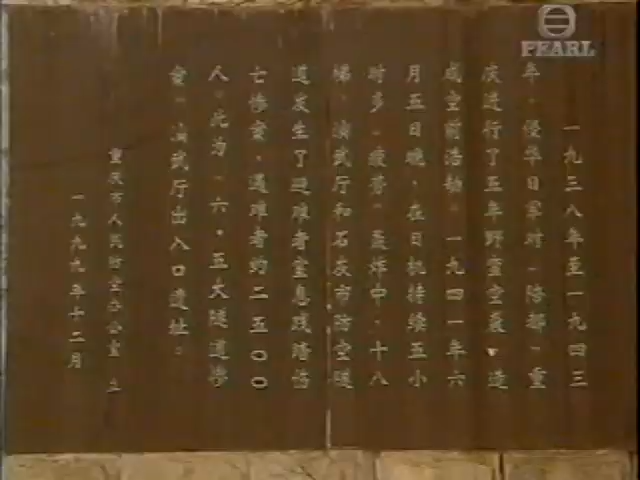 PEARL
一九三八年至一九四三
年,侵华日军对“陪都”重
庆进行了五年野蛮空袭,造
成空前浩劫。一九四一年六
月五日晚,在日机持续五小
时多“疲劳”轰炸中,十八
梯、演武厅和石灰市防空隧
道发生了避难者窒息践踏伤
亡惨案,遇难者约二五〇〇
人。此为“六·五大隧道惨
案”演武厅出入口遗址。
重庆市人民防空办公室 立
一九九九年十二月